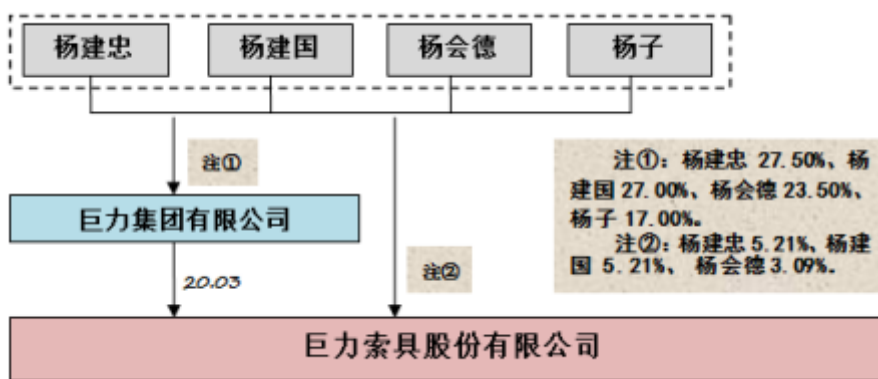 杨建忠
杨建国
杨会德
杨子
注①
注①：杨建忠 27.50%、杨
建国 27.00%、杨会德 23.50%、
杨子 17.00%。
注②：杨建忠 5.21%、杨建
国 5.21%、 杨会德 3.09%。
巨力集团有限公司
20.03
注②
巨力索具股份有限公司